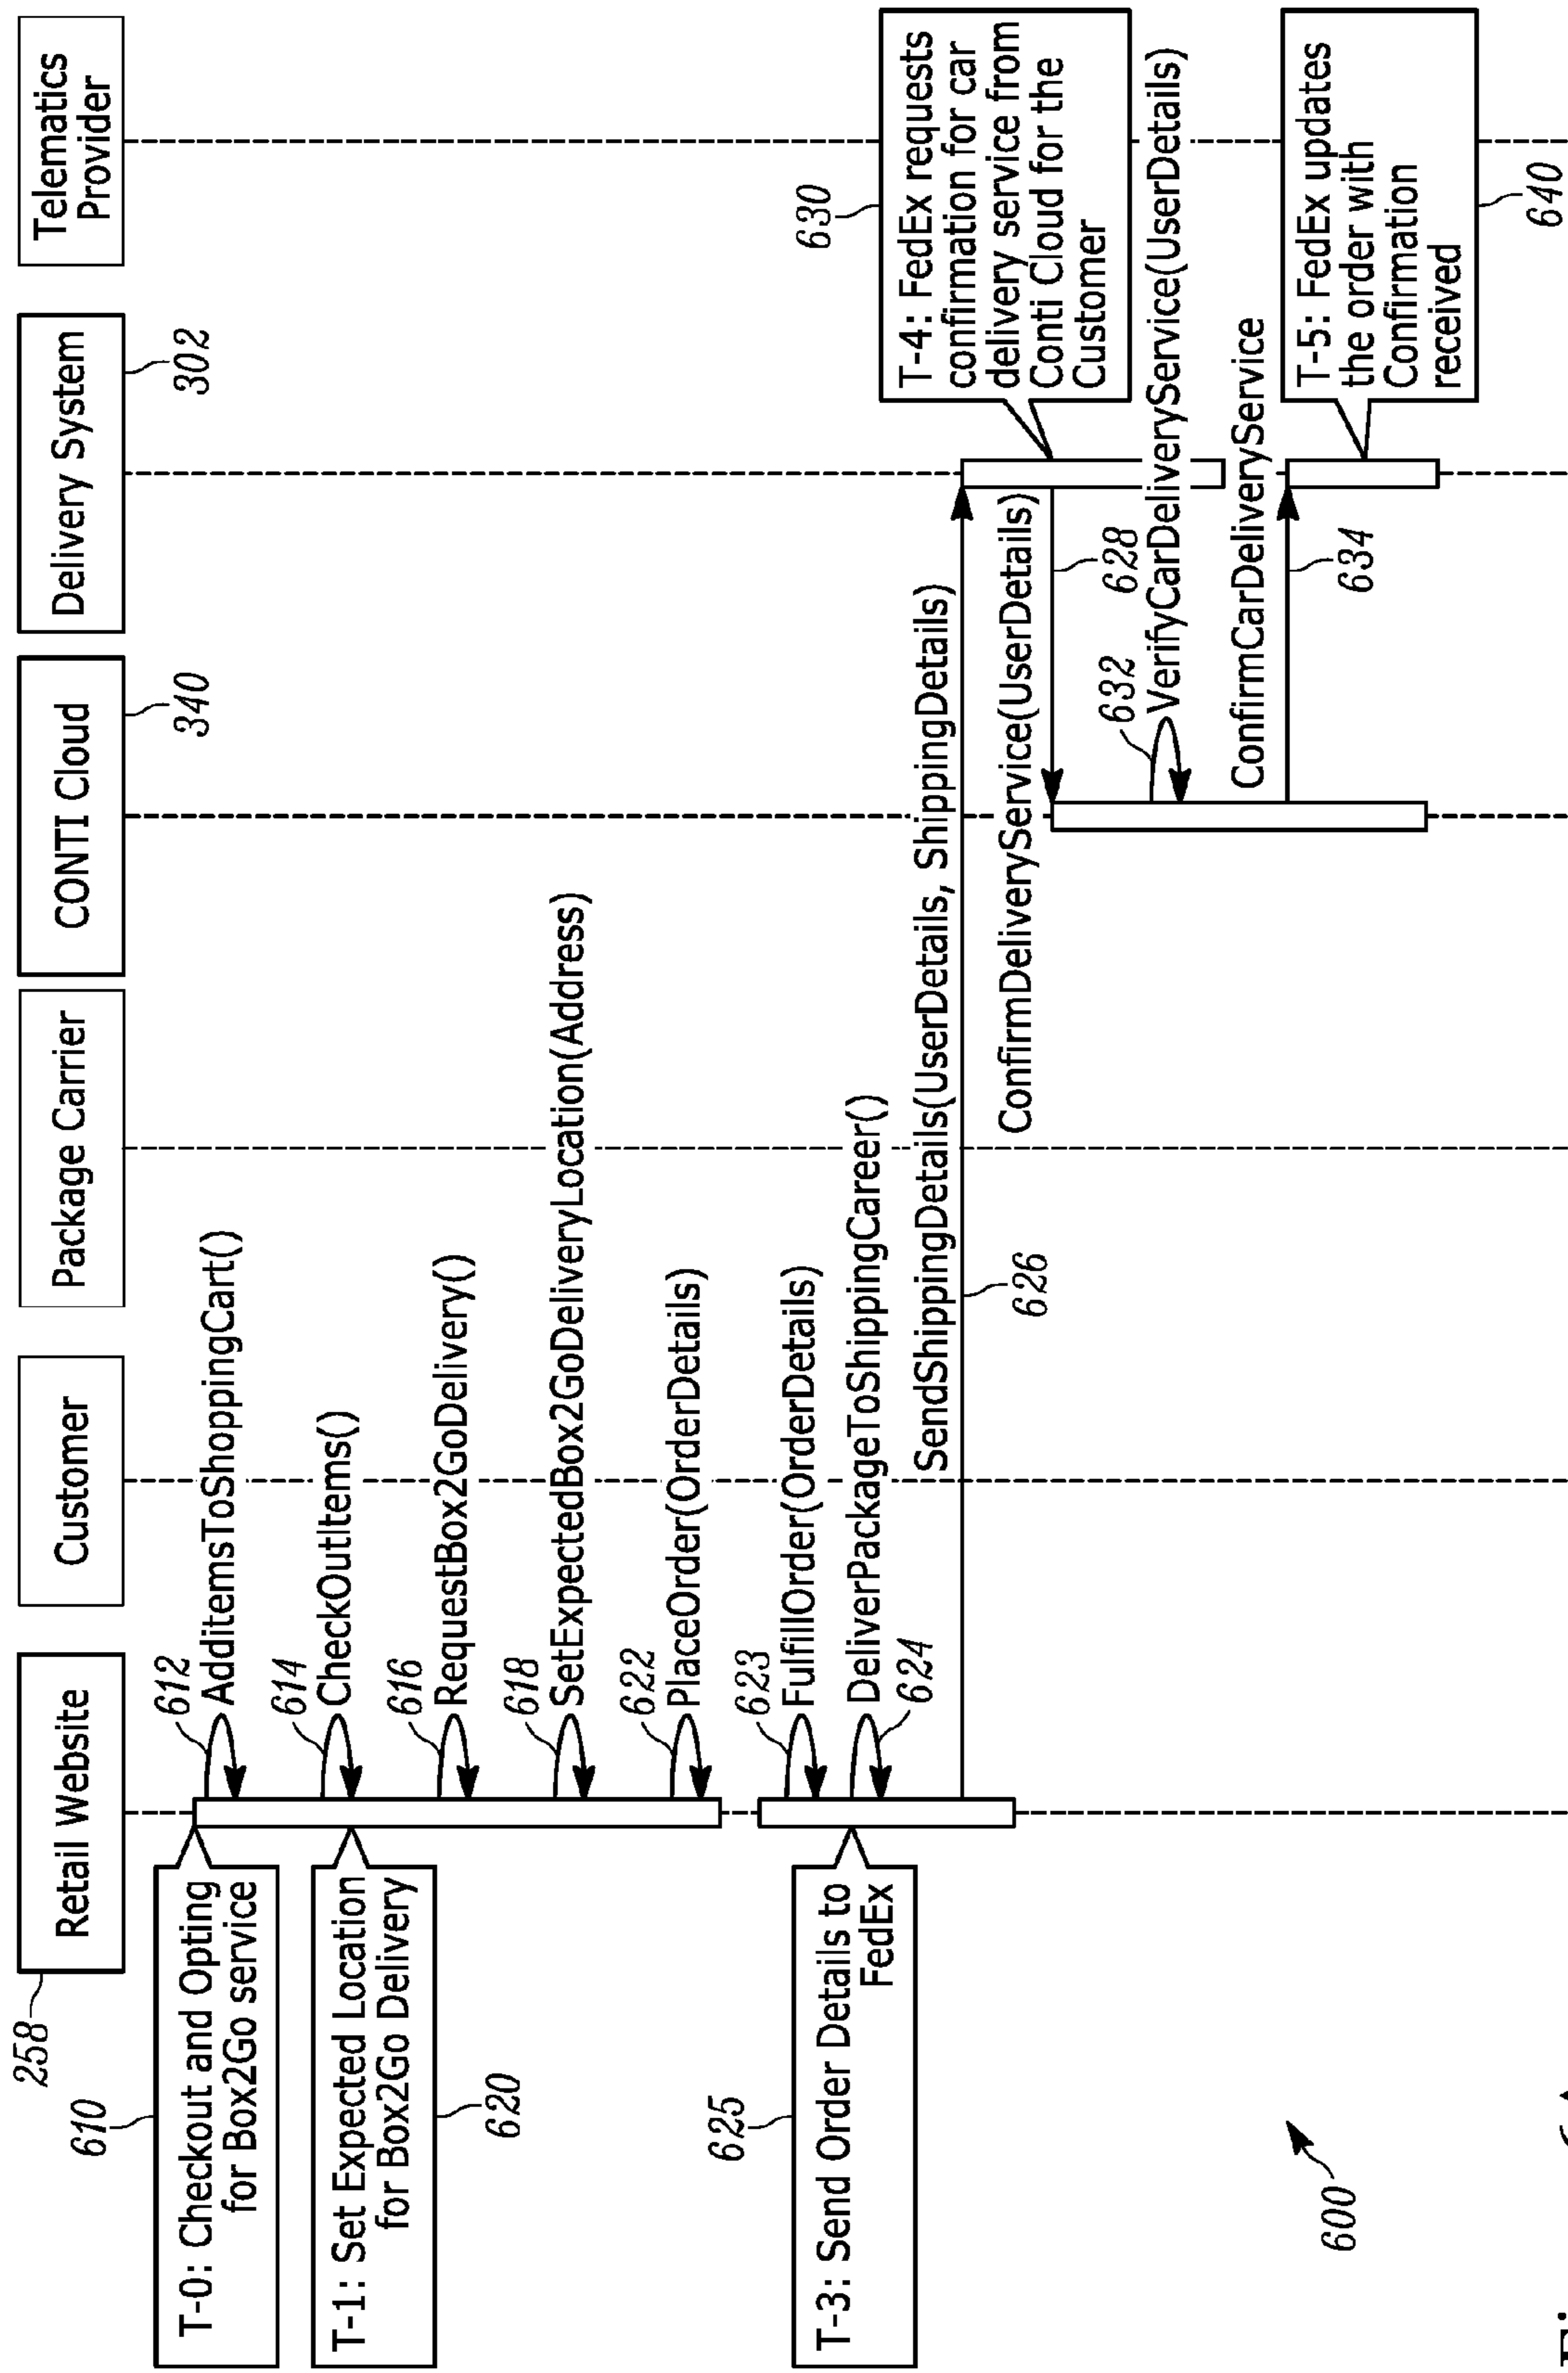 258
Retail Website
Customer
Package Carrier
CONTI Cloud
340
Delivery System
302
Telematics
Provider
610
T-0: Checkout and Opting
for Box2Go service
612
AdditemsToShoppingCart()
614
CheckOutItems()
T-1: Set Expected Location
for Box2Go Delivery
620
616
RequestBox2GoDelivery()
618
SetExpectedBox2GoDeliveryLocation(Address)
622
PlaceOrder(OrderDetails)
623
FulfillOrder(OrderDetails)
625
T-3: Send Order Details to
FedEx
DeliverPackageToShippingCareer()
624
SendShippingDetails(UserDetails, ShippingDetails)
626
630
T-4: FedEx requests
confirmation for car
delivery service from
Conti Cloud for the
Customer
ConfirmDeliveryService(UserDetails)
628
632
VerifyCarDeliveryService(UserDetails)
ConfirmCarDeliveryService
634
T-5: FedEx updates
the order with
Confirmation
received
640
600